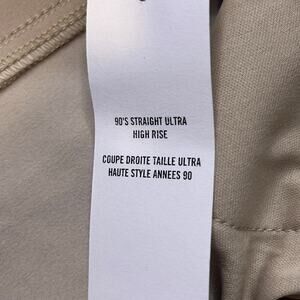 90'S STRAIGHT ULTRA
HIGH RISE
COUPE DROITE TAILLE ULTRA
HAUTE STYLE ANNEES 90